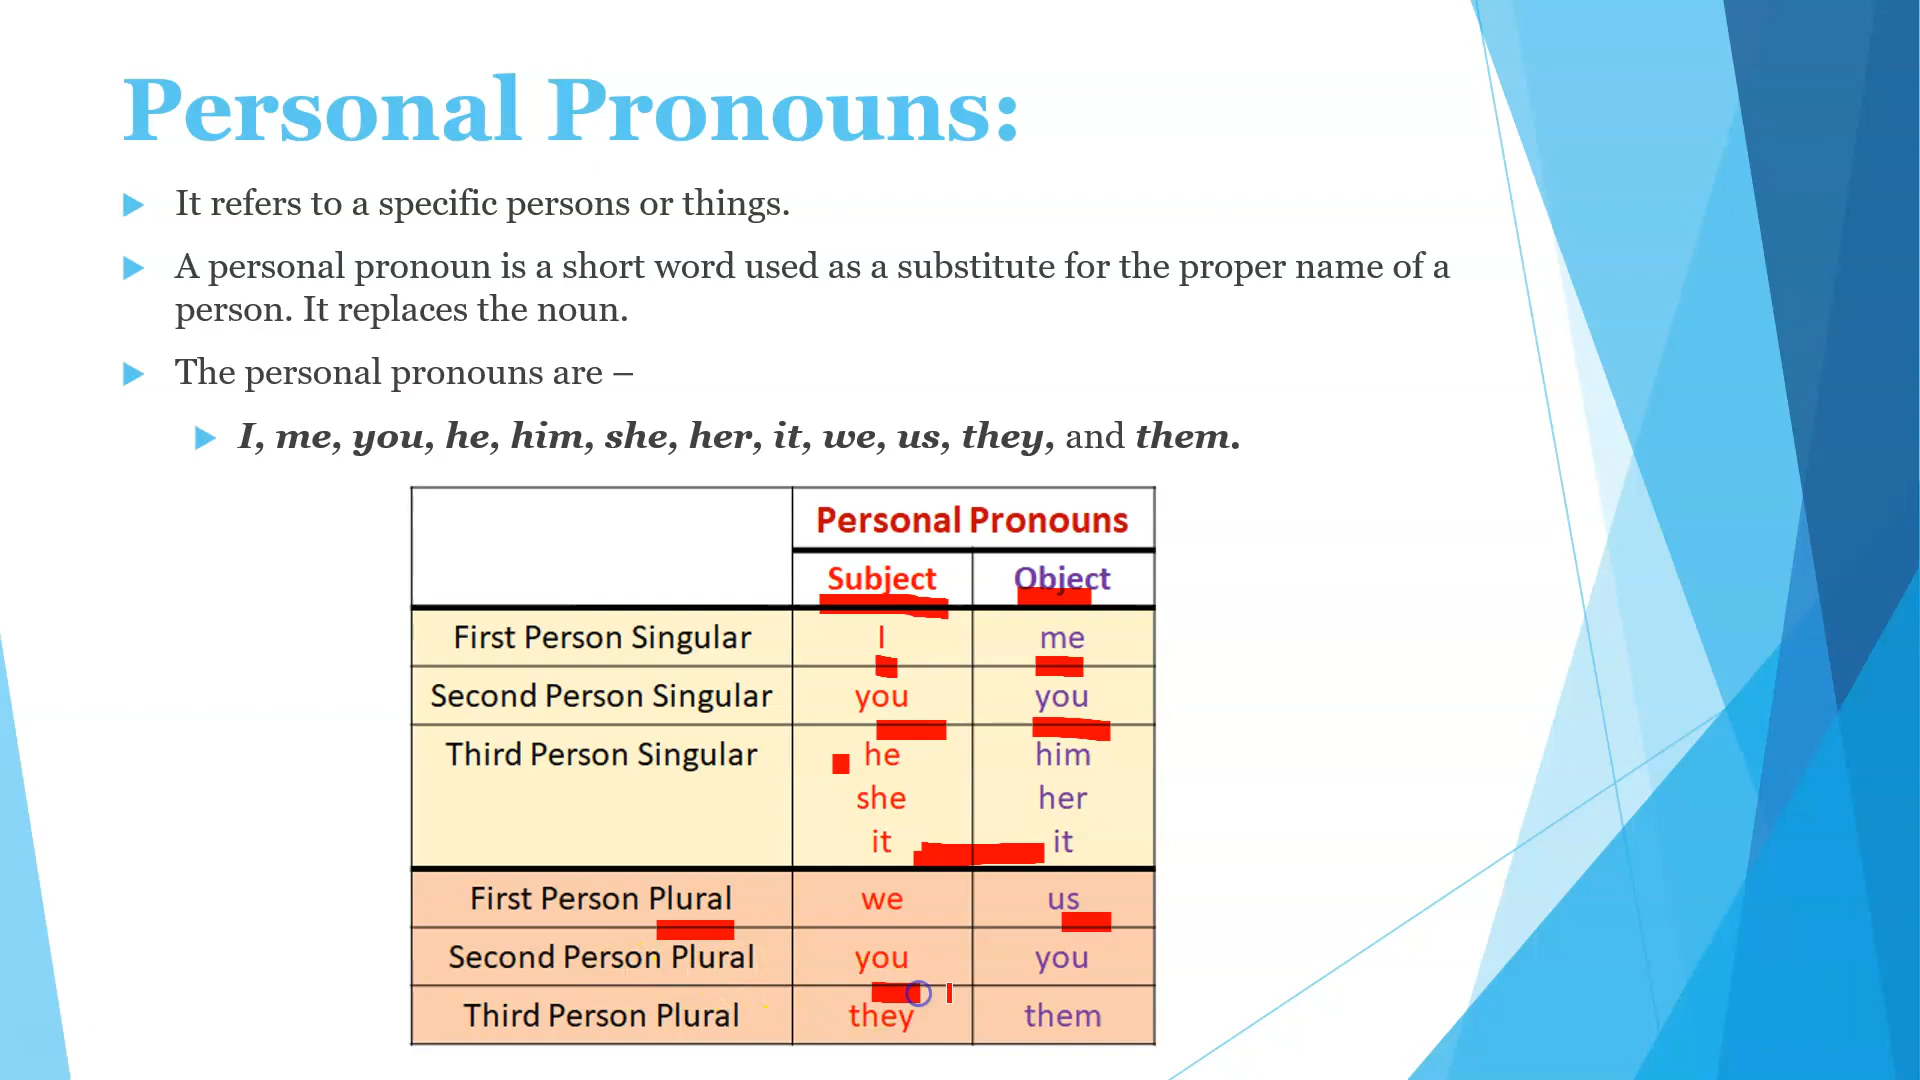 Personal Pronouns:
It refers to a specific persons or things.
A personal pronoun is a short word used as a substitute for the proper name of a
person. It replaces the noun.
The personal pronouns are –
I, me, you, he, him, she, her, it, we, us, they, and them.
Personal Pronouns
Subject Object
First Person Singular I me
Second Person Singular you you
Third Person Singular he him
she her
it it
First Person Plural we us
Second Person Plural you you
Third Person Plural they them